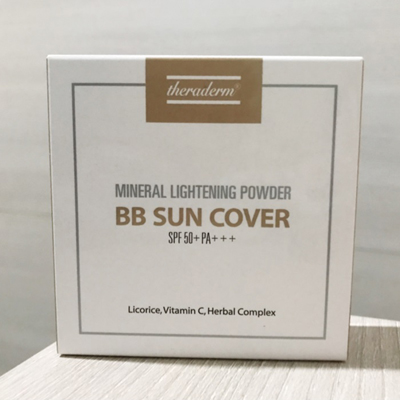 theraderm®
MINERAL LIGHTENING POWDER
BB SUN COVER
SPF 50+ PA+++
Licorice, Vitamin C, Herbal Complex